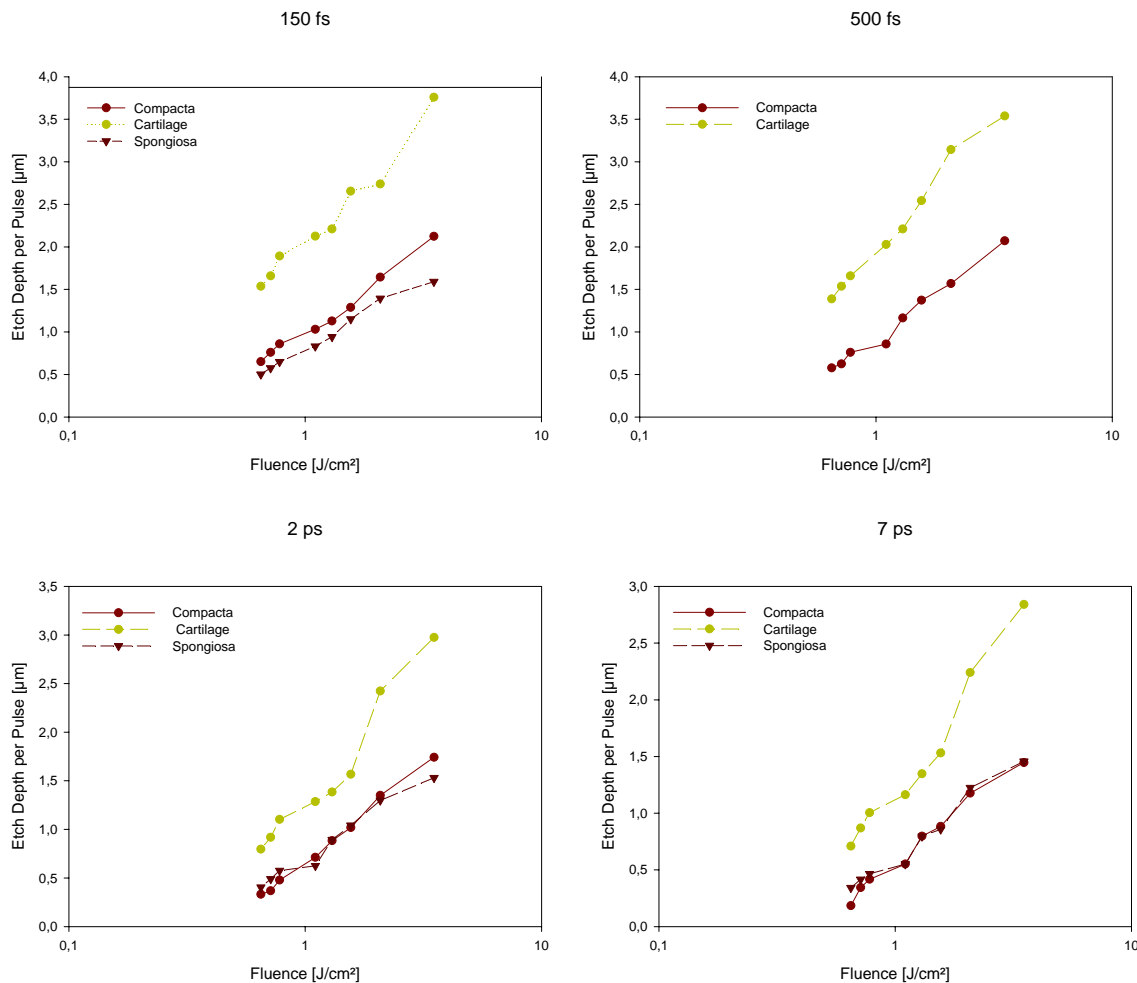 150 fs
4,0
3,5
3,0
2,5
2,0
1,5
1,0
0,5
0,0
Etch Depth per Pulse [µm]
Compacta
Cartilage
Spongiosa
0,1
1
10
Fluence [J/cm²]
500 fs
4,0
3,5
3,0
2,5
2,0
1,5
1,0
0,5
0,0
Etch Depth per Pulse [µm]
Compacta
Cartilage
0,1
1
10
Fluence [J/cm²]
2 ps
3,5
3,0
2,5
2,0
1,5
1,0
0,5
0,0
Etch Depth per Pulse [µm]
Compacta
Cartilage
Spongiosa
0,1
1
10
Fluence [J/cm²]
7 ps
3,0
2,5
2,0
1,5
1,0
0,5
0,0
Etch Depth per Pulse [µm]
Compacta
Cartilage
Spongiosa
0,1
1
10
Fluence [J/cm²]